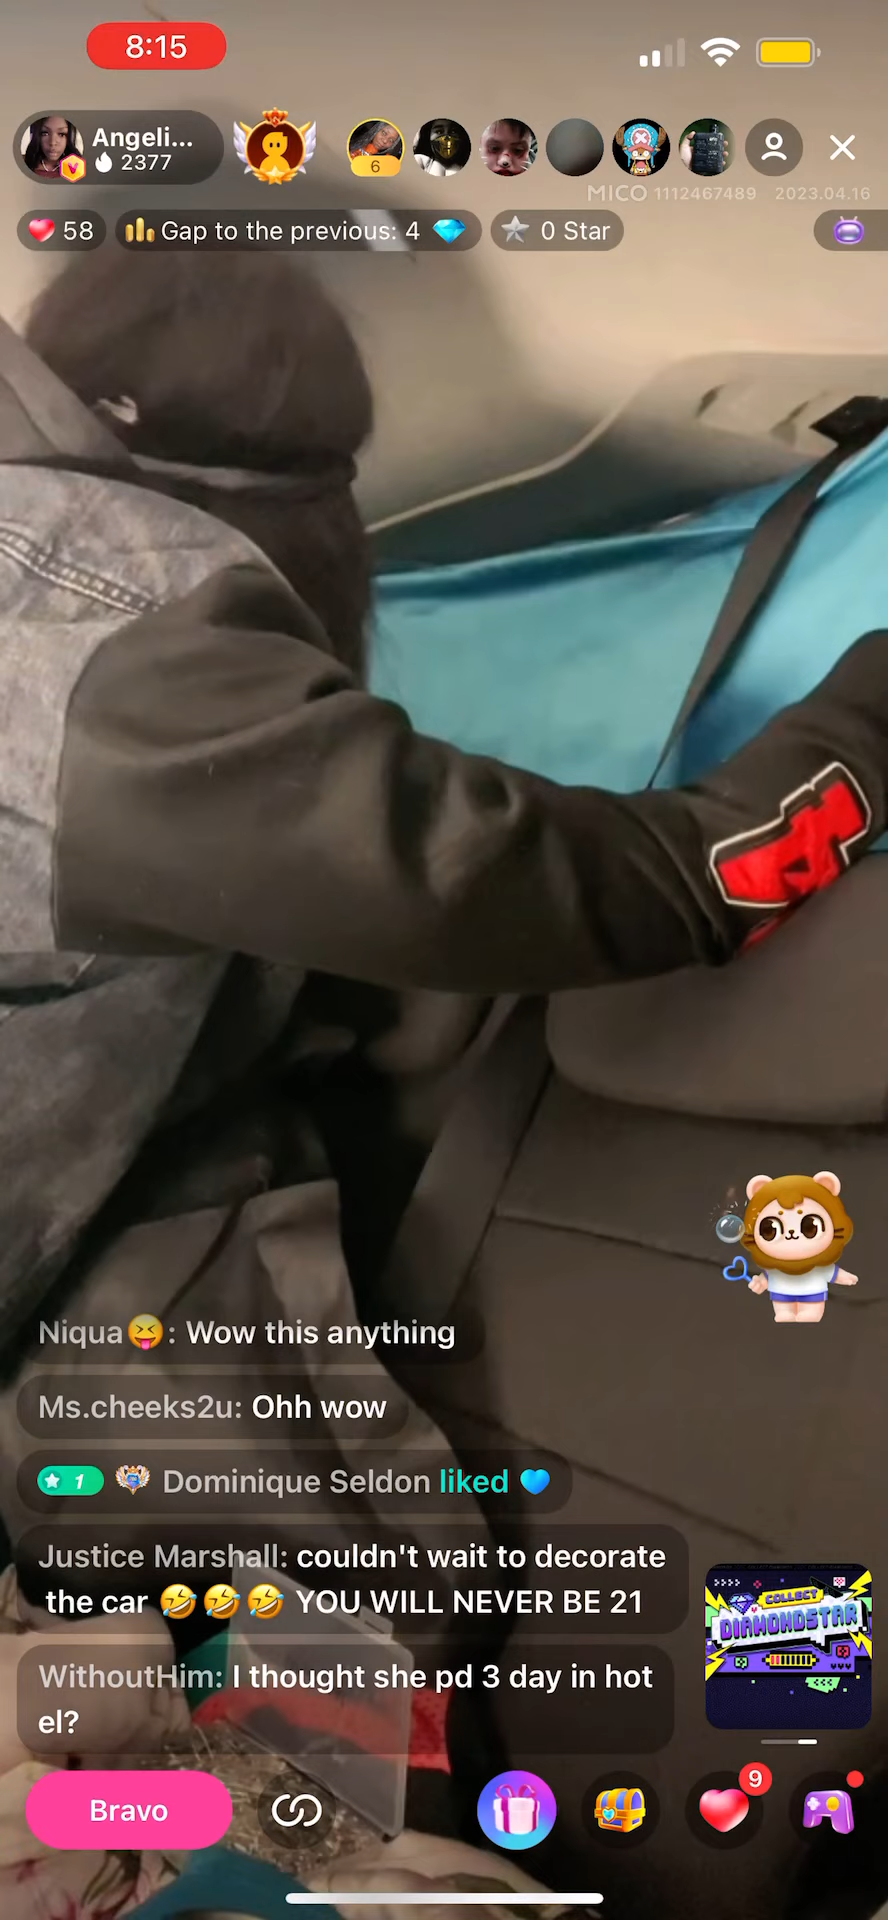 8:15
Angeli...
2377
6
MICO 1112467489 2023.04.16
58
Gap to the previous: 4
0 Star
Niqua😝: Wow this anything
Ms.cheeks2u: Ohh wow
1 Dominique Seldon liked 💙
Justice Marshall: couldn't wait to decorate
the car 🤣🤣🤣 YOU WILL NEVER BE 21
WithoutHim: I thought she pd 3 day in hot
el?
COLLECT
DIAMONDSTAR
Bravo
9